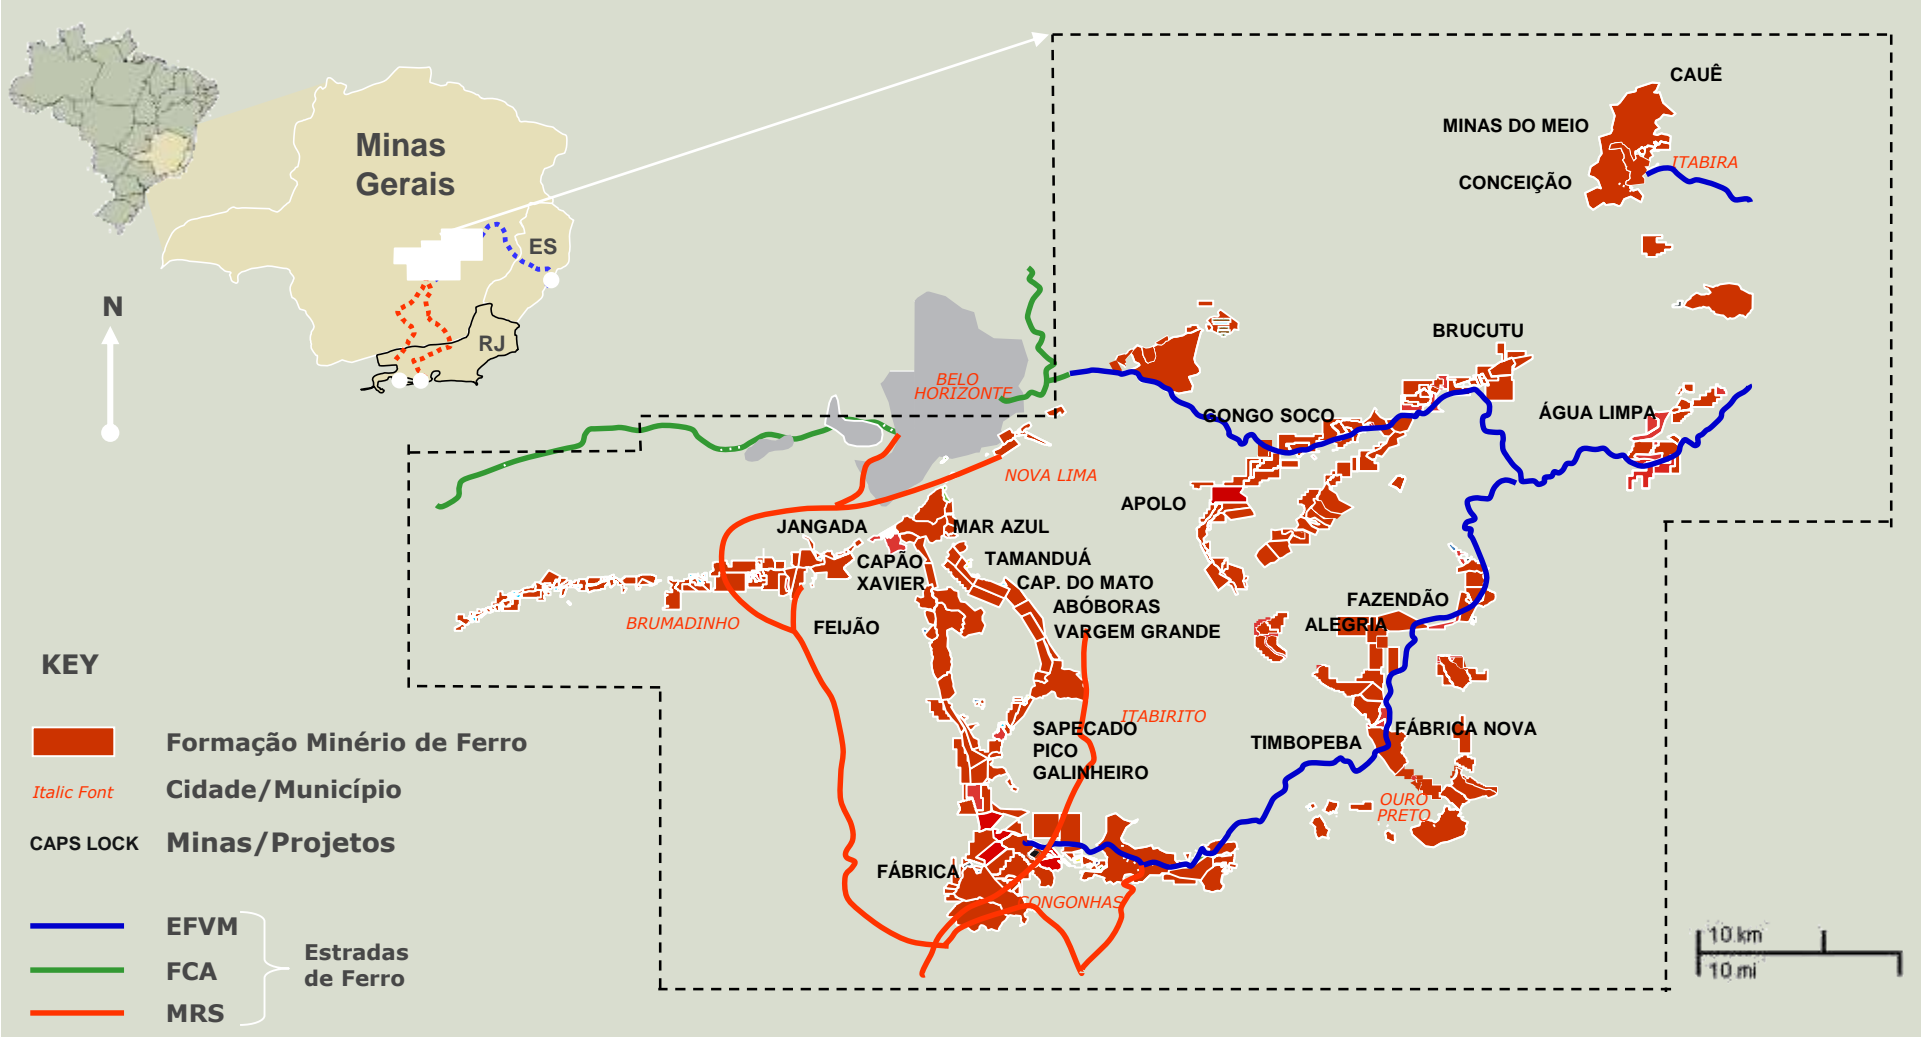 Minas
Gerais
ES
RJ
N
CAUÊ
MINAS DO MEIO
ITABIRA
CONCEIÇÃO
BRUCUTU
BELO
HORIZONTE
GONGO SOCO
ÁGUA LIMPA
NOVA LIMA
APOLO
JANGADA
MAR AZUL
CAPÃO
XAVIER
TAMANDUÁ
CAP. DO MATO
ABÓBORAS
VARGEM GRANDE
FAZENDÃO
ALEGRIA
BRUMADINHO
FEIJÃO
ITABIRITO
SAPECADO
PICO
GALINHEIRO
TIMBOPEBA
FÁBRICA NOVA
OURO
PRETO
FÁBRICA
CONGONHAS
KEY
Formação Minério de Ferro
Italic Font
Cidade/Município
CAPS LOCK
Minas/Projetos
EFVM
FCA
MRS
Estradas
de Ferro
10 km
10 mi